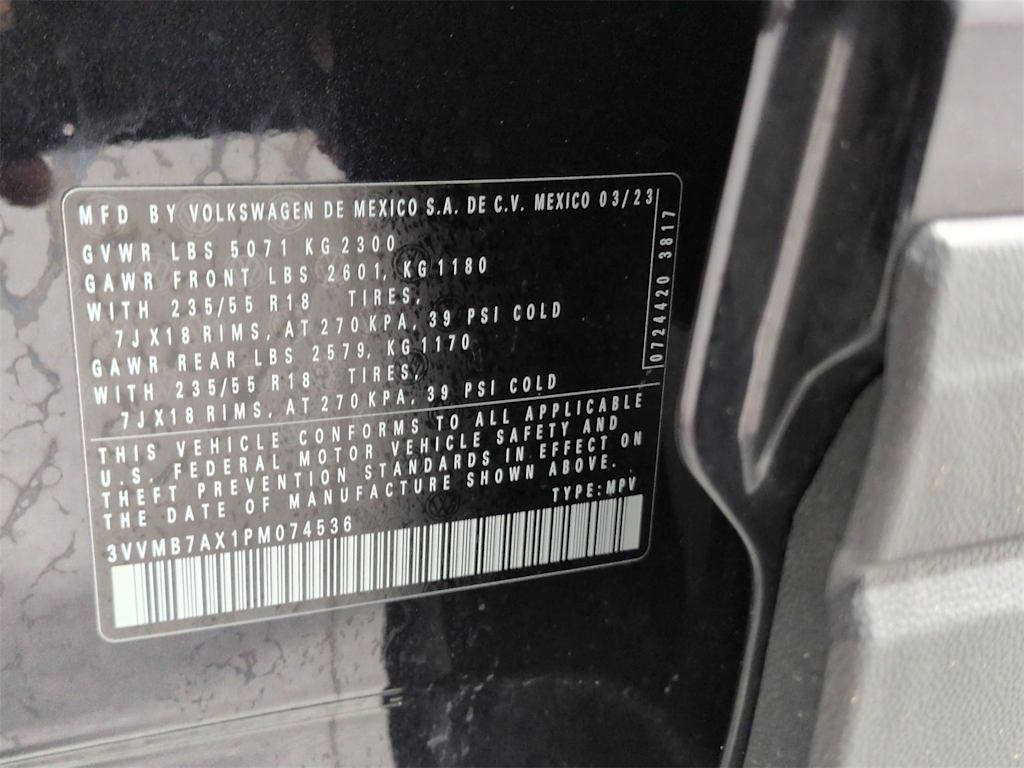 MFD BY VOLKSWAGEN DE MEXICO S.A. DE C.V. MEXICO 03/23
GVWR LBS 5071 KG 2300
GAWR FRONT LBS 2601, KG 1180
WITH 235/55 R18 TIRES,
7JX18 RIMS, AT 270 KPA, 39 PSI COLD
GAWR REAR LBS 2579, KG 1170
WITH 235/55 R18 TIRES,
7JX18 RIMS, AT 270 KPA, 39 PSI COLD
0724420 3817
THIS VEHICLE CONFORMS TO ALL APPLICABLE
U.S. FEDERAL MOTOR VEHICLE SAFETY AND
THEFT PREVENTION STANDARDS IN EFFECT ON
THE DATE OF MANUFACTURE SHOWN ABOVE.
3VVMB7AX1PM074536 TYPE: MPV